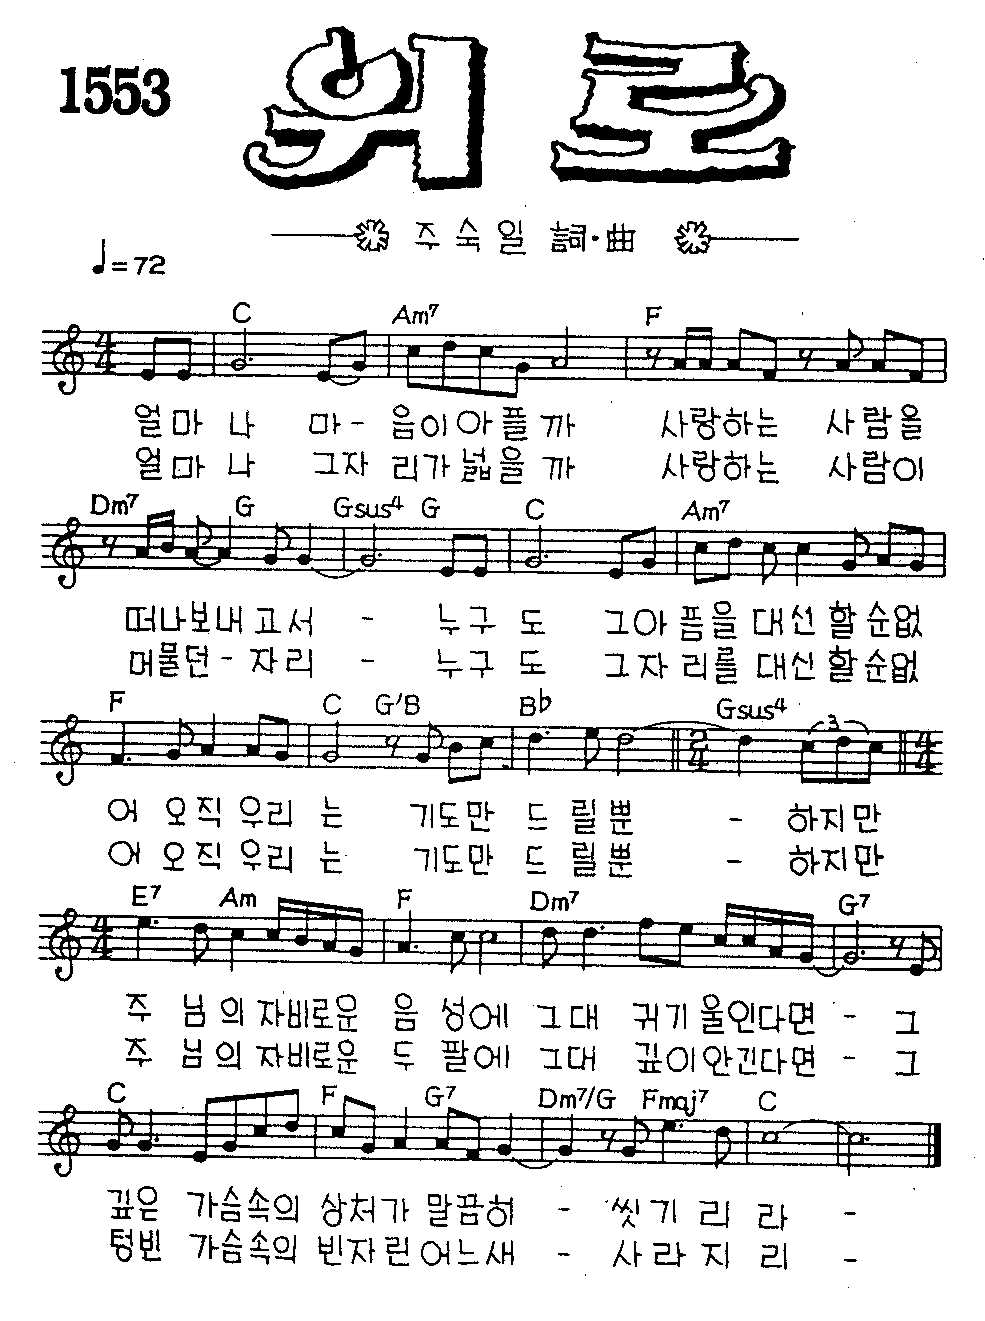 1553
위로
주숙일 詞·曲
♩=72
C Am7 F
얼마나 마-음이아플까 사랑하는 사람을
얼마나 그자리가넓을까 사랑하는 사람이
Dm7 G Gsus4 G C Am7
떠나보내고서 - 누구도 그아픔을대신할순없
머물던-자리 - 누구도 그자리를대신할순없
F C G/B B♭ Gsus4
3
어 오직우리는 기도만드릴뿐 - 하지만
어 오직우리는 기도만드릴뿐 - 하지만
E7 Am F Dm7 G7
주님의자비로운 음성에그대 귀기울인다면 - 그
주님의자비로운 두팔에그대 깊이안긴다면 - 그
C F G7 Dm7/G Fmaj7 C
깊은 가슴속의 상처가말끔히 - 씻기리라 -
텅빈 가슴속의 빈자린어느새 - 사라지리 -